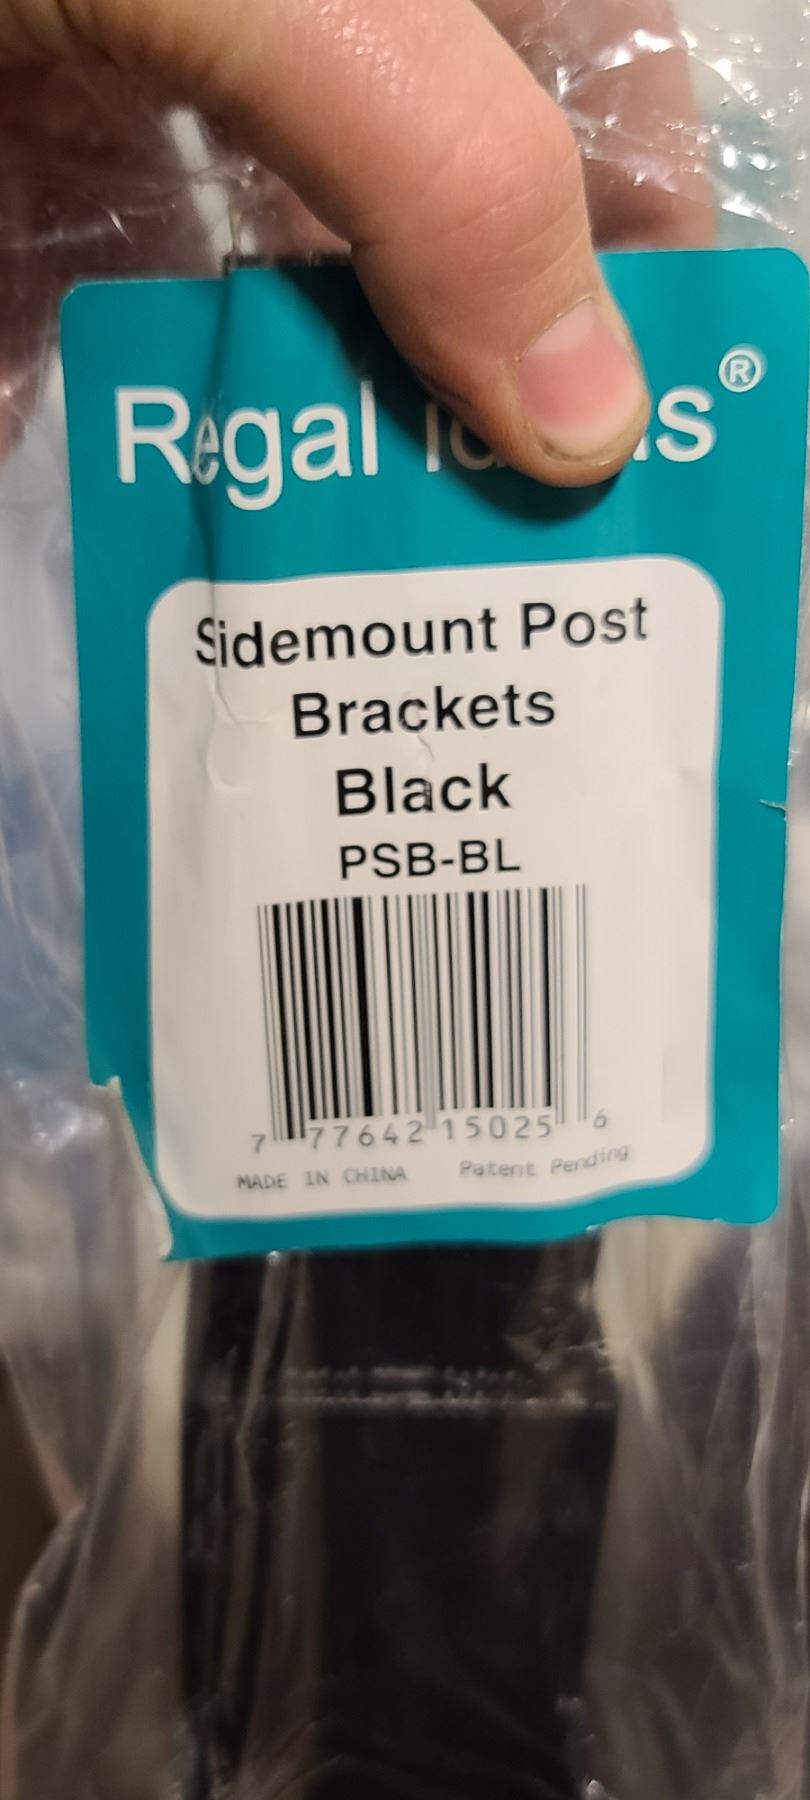 Regal
®
Sidemount Post
Brackets
Black
PSB-BL
7 77642 15025 6
MADE IN CHINA Patent Pending